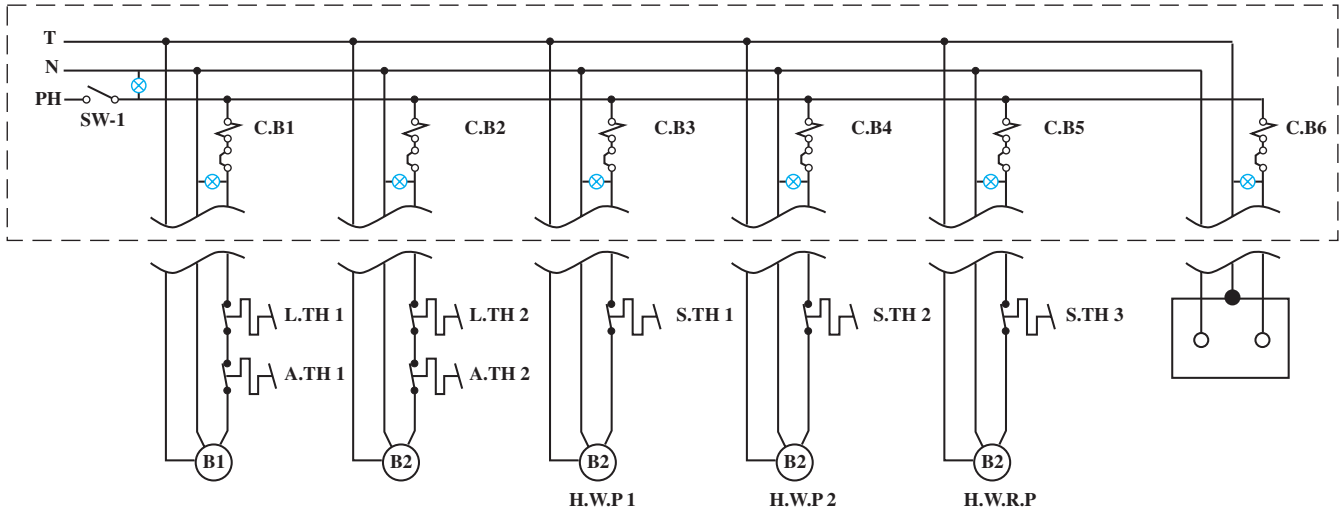 T
N
PH
SW-1
C.B1 C.B2 C.B3 C.B4 C.B5 C.B6
L.TH 1 L.TH 2 S.TH 1 S.TH 2 S.TH 3
A.TH 1 A.TH 2
B1 B2 B2 B2 B2
H.W.P 1 H.W.P 2 H.W.R.P